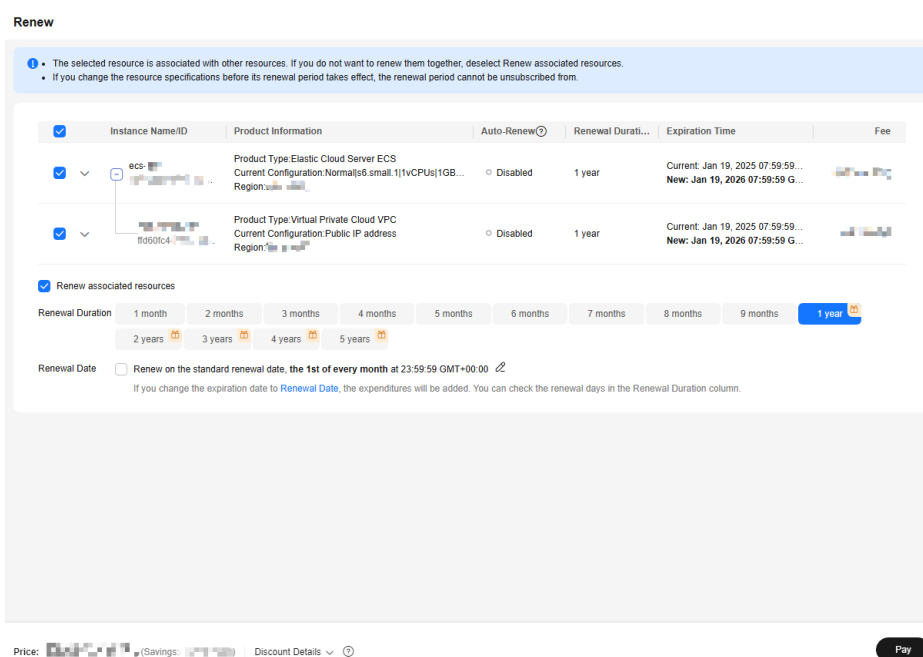 Renew
The selected resource is associated with other resources. If you do not want to renew them together, deselect Renew associated resources.
If you change the resource specifications before its renewal period takes effect, the renewal period cannot be unsubscribed from.
Instance Name/ID Product Information Auto-Renew Renewal Durati... Expiration Time Fee
ecs-
Product Type:Elastic Cloud Server ECS
Current Configuration:Normal|s6.small.1|1vCPUs|1GB...
Region:
Disabled
1 year
Current: Jan 19, 2025 07:59:59...
New: Jan 19, 2026 07:59:59 G...
ffd60fc4-
Product Type:Virtual Private Cloud VPC
Current Configuration:Public IP address
Region:
Disabled
1 year
Current: Jan 19, 2025 07:59:59...
New: Jan 19, 2026 07:59:59 G...
Renew associated resources
Renewal Duration 1 month 2 months 3 months 4 months 5 months 6 months 7 months 8 months 9 months 1 year
2 years 3 years 4 years 5 years
Renewal Date Renew on the standard renewal date, the 1st of every month at 23:59:59 GMT+00:00
If you change the expiration date to Renewal Date, the expenditures will be added. You can check the renewal days in the Renewal Duration column.
Price: (Savings: ) Discount Details Pay